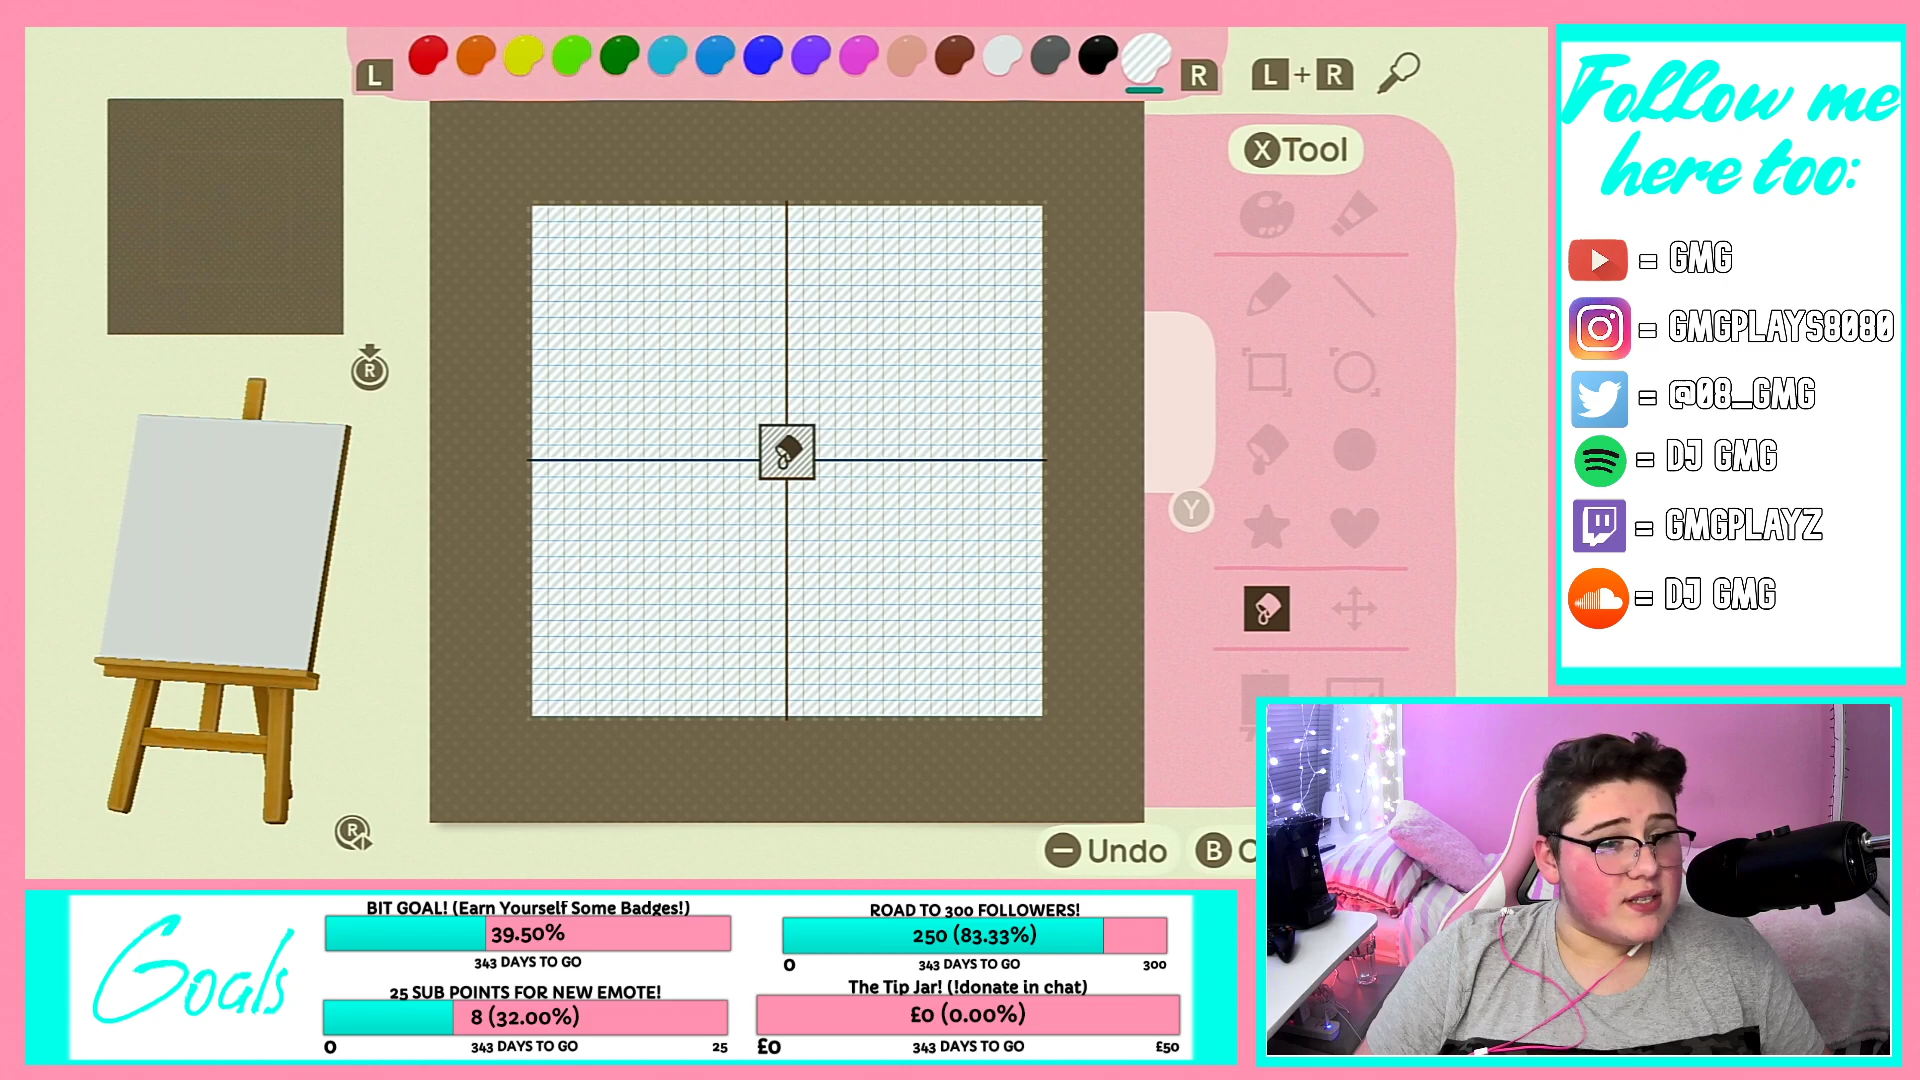 L
R
L + R
X Tool
R
Y
R
− Undo
B
Follow me
here too:
= GMG
= GMGPLAYS8080
= @08_GMG
= DJ GMG
= GMGPLAYZ
= DJ GMG
Goals
BIT GOAL! (Earn Yourself Some Badges!)
39.50%
343 DAYS TO GO
25 SUB POINTS FOR NEW EMOTE!
8 (32.00%)
0 343 DAYS TO GO 25
ROAD TO 300 FOLLOWERS!
250 (83.33%)
0 343 DAYS TO GO 300
The Tip Jar! (!donate in chat)
£0 (0.00%)
£0 343 DAYS TO GO £50